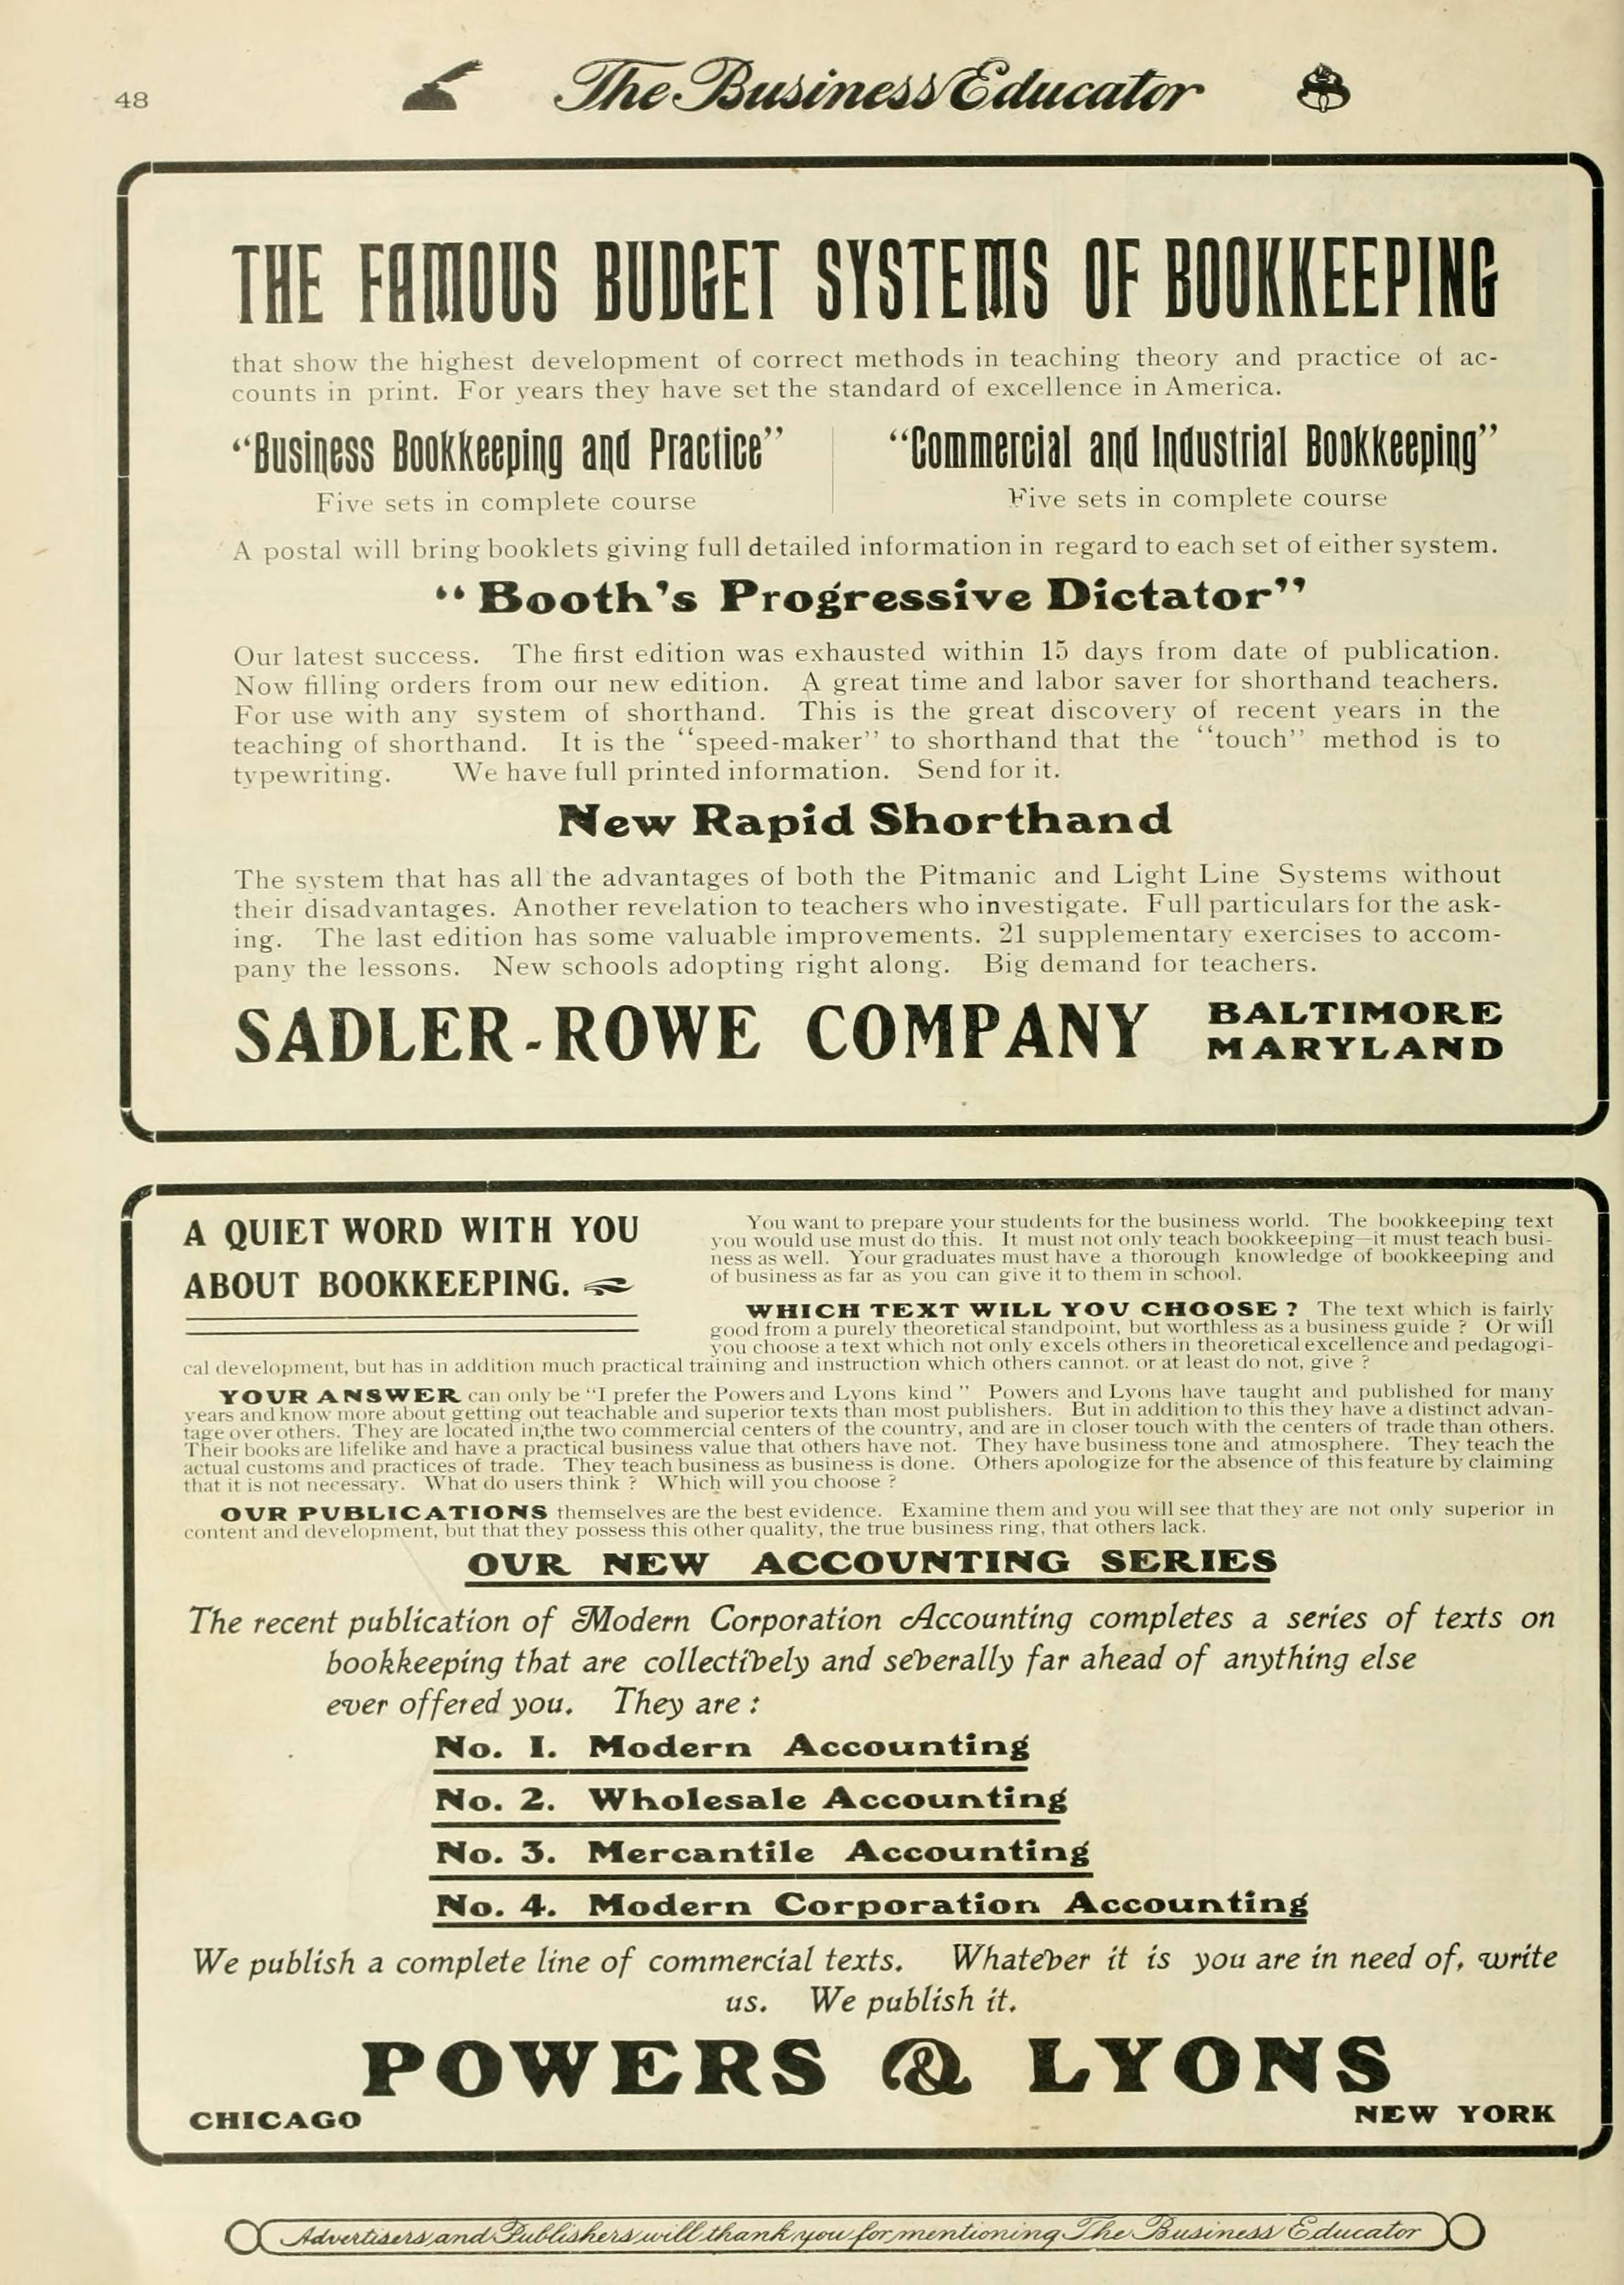 48
The Business Educator
THE FAMOUS BUDGET SYSTEMS OF BOOKKEEPING
that show the highest development of correct methods in teaching theory and practice of ac-
counts in print. For years they have set the standard of excellence in America.
“Business Bookkeeping and Practice”
Five sets in complete course
“Commercial and Industrial Bookkeeping”
Five sets in complete course
A postal will bring booklets giving full detailed information in regard to each set of either system.
“Booth's Progressive Dictator”
Our latest success. The first edition was exhausted within 15 days from date of publication.
Now filling orders from our new edition. A great time and labor saver for shorthand teachers.
For use with any system of shorthand. This is the great discovery of recent years in the
teaching of shorthand. It is the “speed-maker” to shorthand that the “touch” method is to
typewriting. We have full printed information. Send for it.
New Rapid Shorthand
The system that has all the advantages of both the Pitmanic and Light Line Systems without
their disadvantages. Another revelation to teachers who investigate. Full particulars for the ask-
ing. The last edition has some valuable improvements. 21 supplementary exercises to accom-
pany the lessons. New schools adopting right along. Big demand for teachers.
SADLER-ROWE COMPANY
BALTIMORE
MARYLAND
A QUIET WORD WITH YOU
ABOUT BOOKKEEPING.
You want to prepare your students for the business world. The bookkeeping text
you would use must do this. It must not only teach bookkeeping—it must teach busi-
ness as well. Your graduates must have a thorough knowledge of bookkeeping and
of business as far as you can give it to them in school.
WHICH TEXT WILL YOU CHOOSE? The text which is fairly
good from a purely theoretical standpoint, but worthless as a business guide? Or will
you choose a text which not only excels others in theoretical excellence and pedagogi-
cal development, but has in addition much practical training and instruction which others cannot. or at least do not, give?
YOUR ANSWER can only be “I prefer the Powers and Lyons kind” Powers and Lyons have taught and published for many
years and know more about getting out teachable and superior texts than most publishers. But in addition to this they have a distinct advan-
tage over others. They are located in;the two commercial centers of the country, and are in closer touch with the centers of trade than others.
Their books are lifelike and have a practical business value that others have not. They have business tone and atmosphere. They teach the
actual customs and practices of trade. They teach business as business is done. Others apologize for the absence of this feature by claiming
that it is not necessary. What do users think? Which will you choose?
OUR PUBLICATIONS themselves are the best evidence. Examine them and you will see that they are not only superior in
content and development, but that they possess this other quality, the true business ring, that others lack.
OUR NEW ACCOUNTING SERIES
The recent publication of Modern Corporation Accounting completes a series of texts on
bookkeeping that are collectively and severally far ahead of anything else
ever offered you. They are:
No. 1. Modern Accounting
No. 2. Wholesale Accounting
No. 3. Mercantile Accounting
No. 4. Modern Corporation Accounting
We publish a complete line of commercial texts. Whatever it is you are in need of, write
us. We publish it.
POWERS & LYONS
CHICAGO
NEW YORK
Advertisers and Publishers will thank you for mentioning The Business Educator